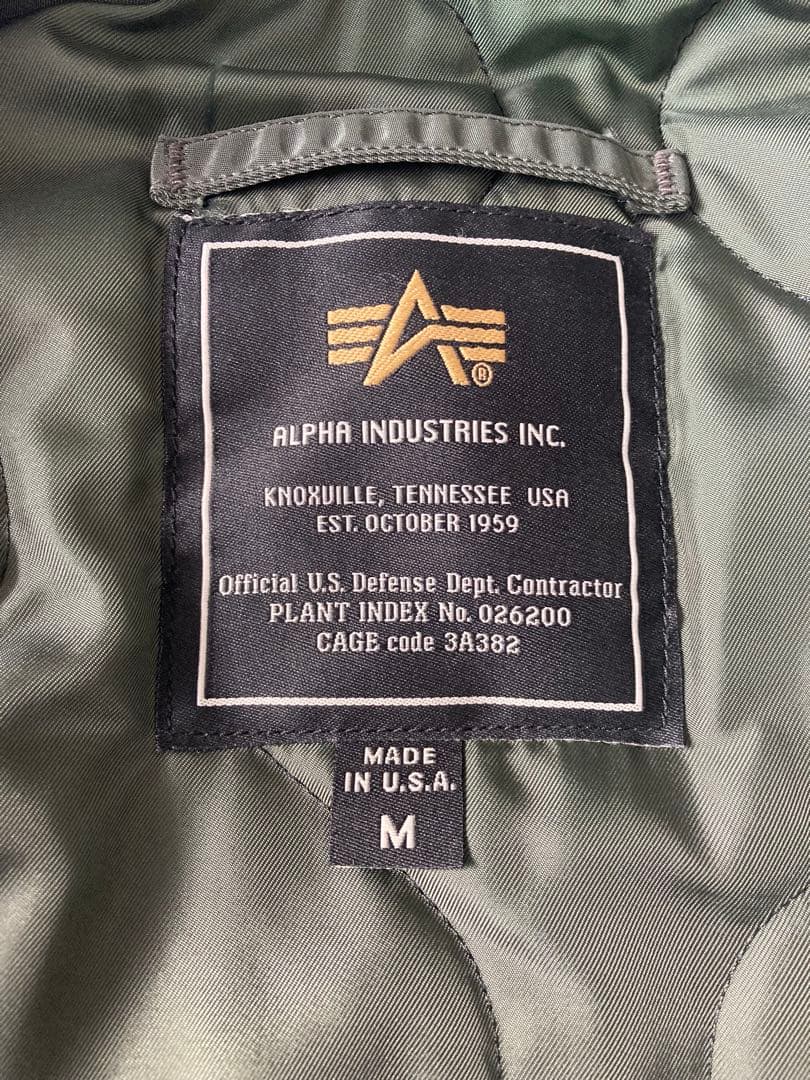 ®
ALPHA INDUSTRIES INC.
KNOXVILLE, TENNESSEE USA
EST. OCTOBER 1959
Official U.S. Defense Dept. Contractor
PLANT INDEX No. 026200
CAGE code 3A382
MADE
IN U.S.A.
M